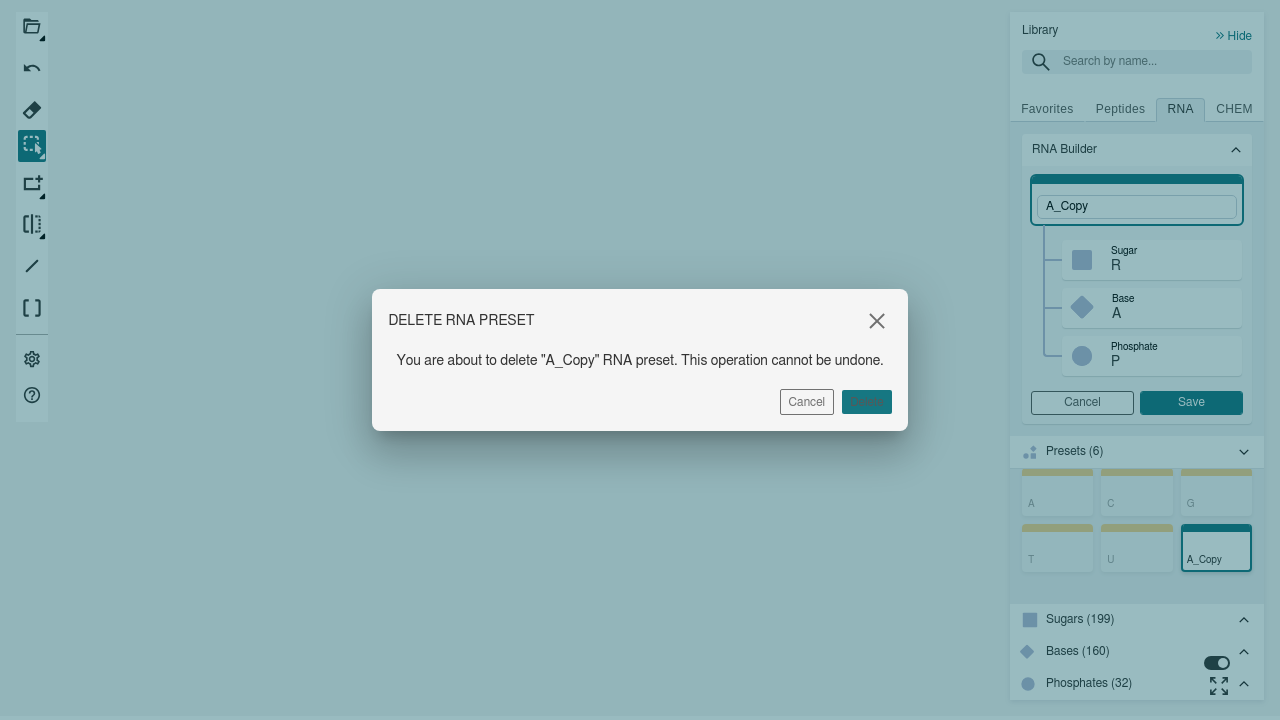 Library
Hide
Search by name...
Favorites Peptides RNA CHEM
RNA Builder
A_Copy
Sugar
R
Base
A
Phosphate
P
Cancel Save
Presets (6)
A C G
T U A_Copy
Sugars (199)
Bases (160)
Phosphates (32)
DELETE RNA PRESET
You are about to delete "A_Copy" RNA preset. This operation cannot be undone.
Cancel